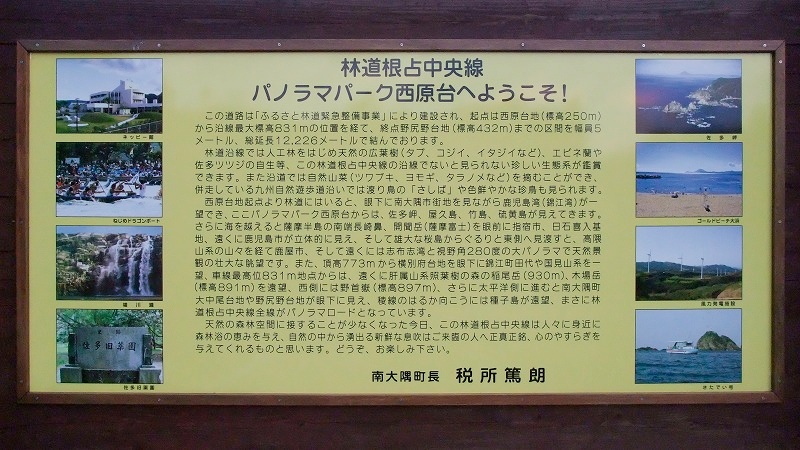 林道根占中央線
パノラマパーク西原台へようこそ!
この道路は「ふるさと林道緊急整備事業」により建設され、起点は西原台地(標高250m)
から沿線最大標高831mの位置を経て、終点野尻野台地(標高432m)までの区間を幅員5
メートル、総延長12,226メートルで結んでおります。
林道沿線では人工林をはじめ天然の広葉樹(タブ、コジイ、イタジイなど)、エビネ蘭や
佐多ツツジの自生等、この林道根占中央線の沿線でないと見られない珍しい生態系が鑑賞
できます。また沿道では自然山菜(ツワブキ、ヨモギ、タラノメなど)を摘むことができ、
併走している九州自然遊歩道沿いでは渡り鳥の「さしば」や色鮮やかな珍鳥も見られます。
西原台地起点より林道にはいると、眼下に南大隅市街地を見ながら鹿児島湾(錦江湾)が一
望でき、ここパノラマパーク西原台からは、佐多岬、屋久島、竹島、硫黄島が見えてきます。
さらに海を越えると薩摩半島の南端長崎鼻、開聞岳(薩摩富士)を眼前に指宿市、日石喜入基
地、遠くに鹿児島市が立体的に見え、そして雄大な桜島からぐるりと東側へ見渡すと、高隈
山系の山々を経て鹿屋市、そして遠くには志布志湾と視野角280度の大パノラマで天然景
観の壮大な眺望です。また、頂高773mから横別府台地を眼下に錦江町田代や国見山系を一
望、車線最高位831m地点からは、遠くに肝属山系照葉樹の森の稲尾岳(930m)、木場岳
(標高891m)を遠望、西側には野首嶽(標高897m)、さらに太平洋側に進むと南大隅町
大中尾台地や野尻野台地が眼下に見え、稜線のはるか向こうには種子島が遠望、まさに林
道根占中央線全線がパノラマロードとなっています。
天然の森林空間に接することが少なくなった今日、この林道根占中央線は人々に身近に
森林浴の恵みを与え、自然の中から湧出る新鮮な息吹はご来臨の人へ正真正銘、心のやすらぎ
を与えてくれるものと思います。どうぞ、お楽しみ下さい。
南大隅町長 税所篤朗
ネッピー館
ねじめドラゴンボート
雄川滝
佐多旧薬園
佐多旧薬園
佐多岬
ゴールドビーチ大浜
風力発電施設
さたでい号